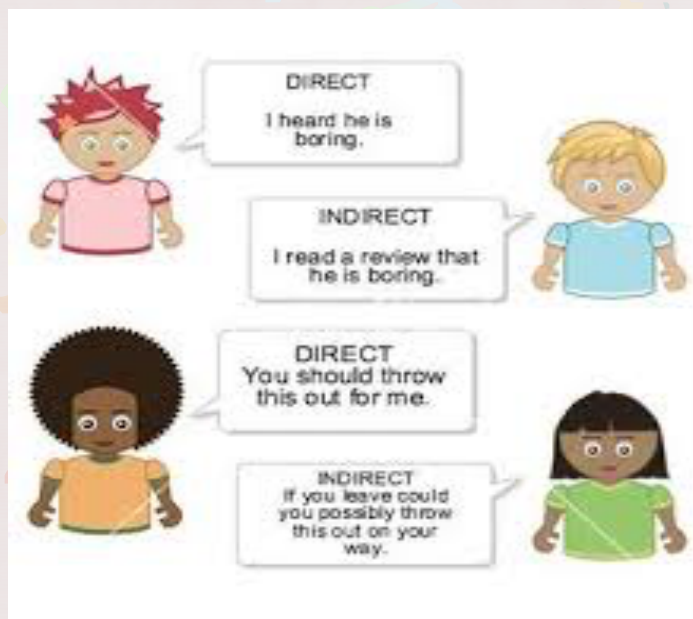 DIRECT
I heard he is
boring.
INDIRECT
I read a review that
he is boring.
DIRECT
You should throw
this out for me.
INDIRECT
If you leave could
you possibly throw
this out on your
way.